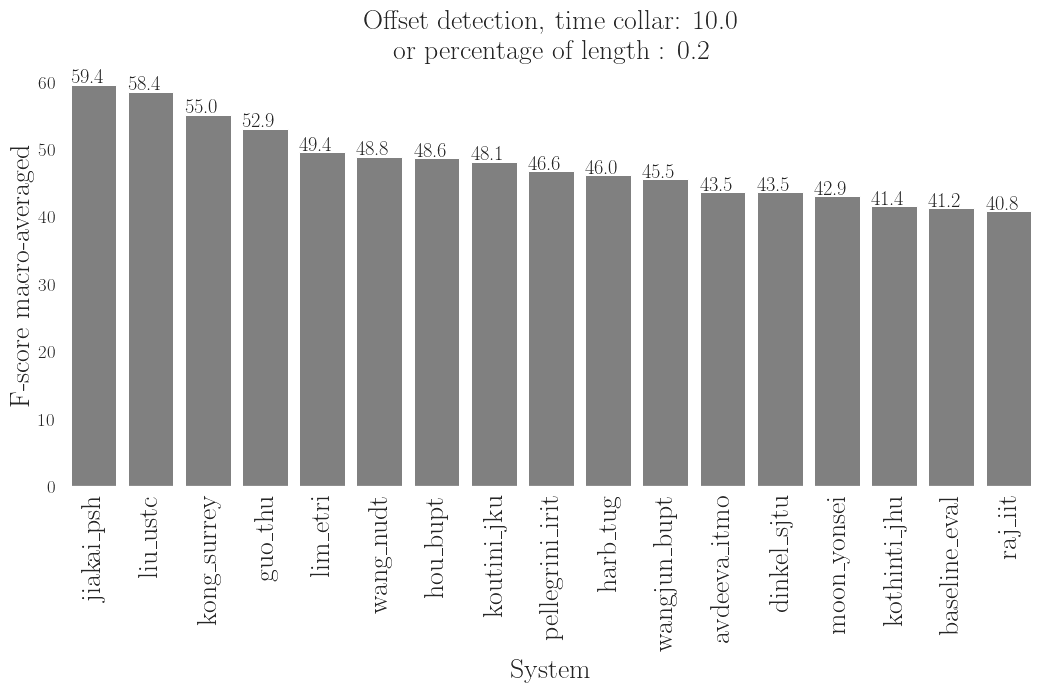 Offset detection, time collar: 10.0
or percentage of length : 0.2
F-score macro-averaged
60
50
40
30
20
10
0
59.4
58.4
55.0
52.9
49.4
48.8
48.6
48.1
46.6
46.0
45.5
43.5
43.5
42.9
41.4
41.2
40.8
jiakai_psh
liu_ustc
kong_surrey
guo_thu
lim_etri
wang_nudt
hou_bupt
koutini_jku
pellegrini_irit
harb_tug
wangjun_bupt
avdeeva_itmo
dinkel_sjtu
moon_yonsei
kothinti_jhu
baseline_eval
raj_iit
System